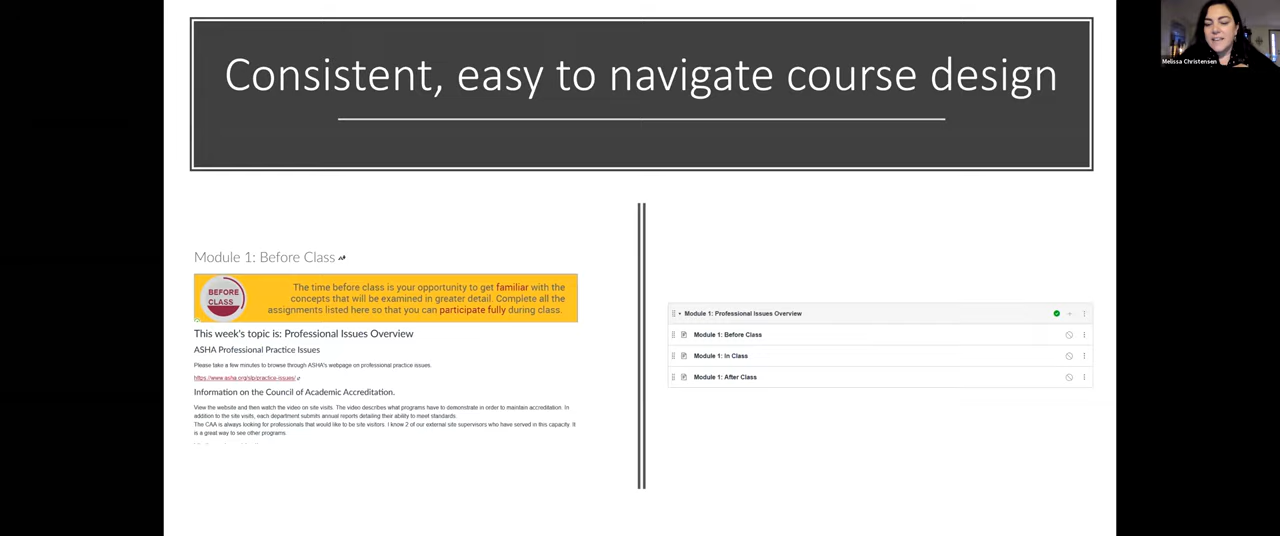 Consistent, easy to navigate course design
Melissa Christensen
Module 1: Before Class
BEFORE
CLASS
The time before class is your opportunity to get familiar with the
concepts that will be examined in greater detail. Complete all the
assignments listed here so that you can participate fully during class.
This week's topic is: Professional Issues Overview
ASHA Professional Practice Issues
Please take a few minutes to browse through ASHA's webpage on professional practice issues.
https://www.asha.org/slp/practice-issues/
Information on the Council of Academic Accreditation.
View the website and then watch the video on site visits. The video describes what programs have to demonstrate in order to maintain accreditation. In
addition to the site visits, each department submits annual reports detailing their ability to meet standards.
The CAA is always looking for professionals that would like to be site visitors. I know 2 of our external site supervisors who have served in this capacity. It
is a great way to see other programs.
Module 1: Professional Issues Overview
Module 1: Before Class
Module 1: In Class
Module 1: After Class